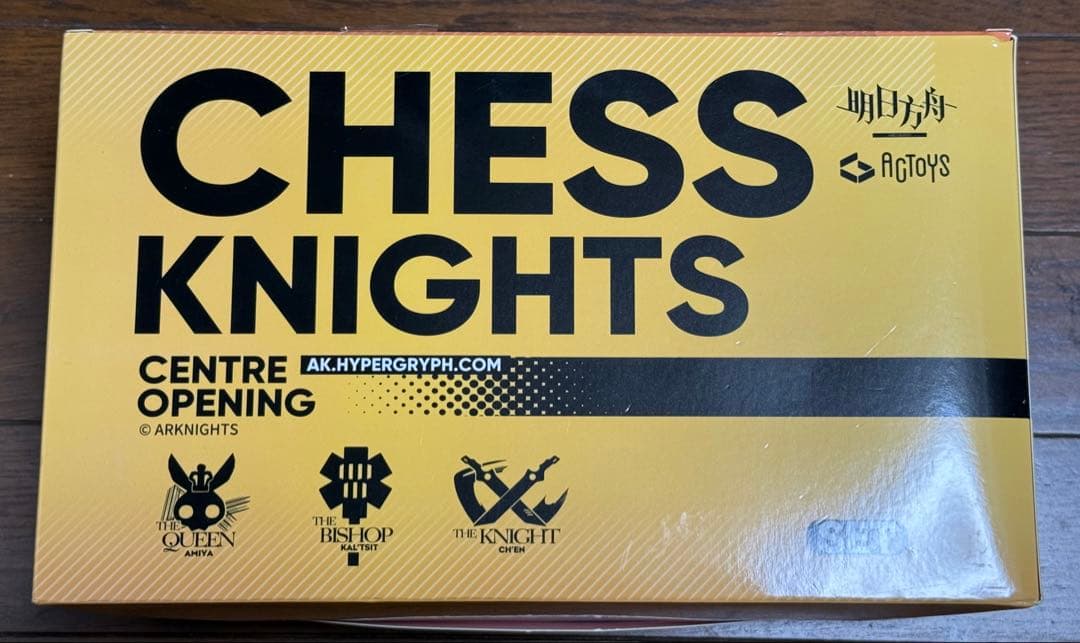 CHESS
KNIGHTS
明日方舟
ACTOYS
CENTRE
OPENING
AK.HYPERGRYPH.COM
© ARKNIGHTS
THE
QUEEN
AMIYA
THE
BISHOP
KAL'TSIT
THE KNIGHT
CH'EN
SET